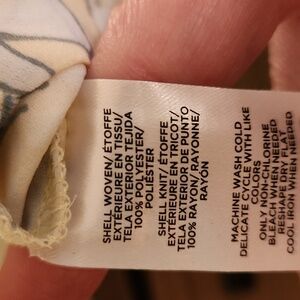 SHELL WOVEN/ ÉTOFFE
EXTÉRIEURE EN TISSU/
TELA EXTERIOR TEJIDA
100% POLYESTER/
POLIÉSTER
SHELL KNIT/ ÉTOFFE
EXTÉRIEURE EN TRICOT/
TELA EXTERIOR DE PUNTO
100% RAYON/RAYONNE/
RAYÓN
MACHINE WASH COLD
DELICATE CYCLE WITH LIKE
COLORS
ONLY NON-CHLORINE
BLEACH WHEN NEEDED
RESHAPE, DRY FLAT
COOL IRON WHEN NEEDED